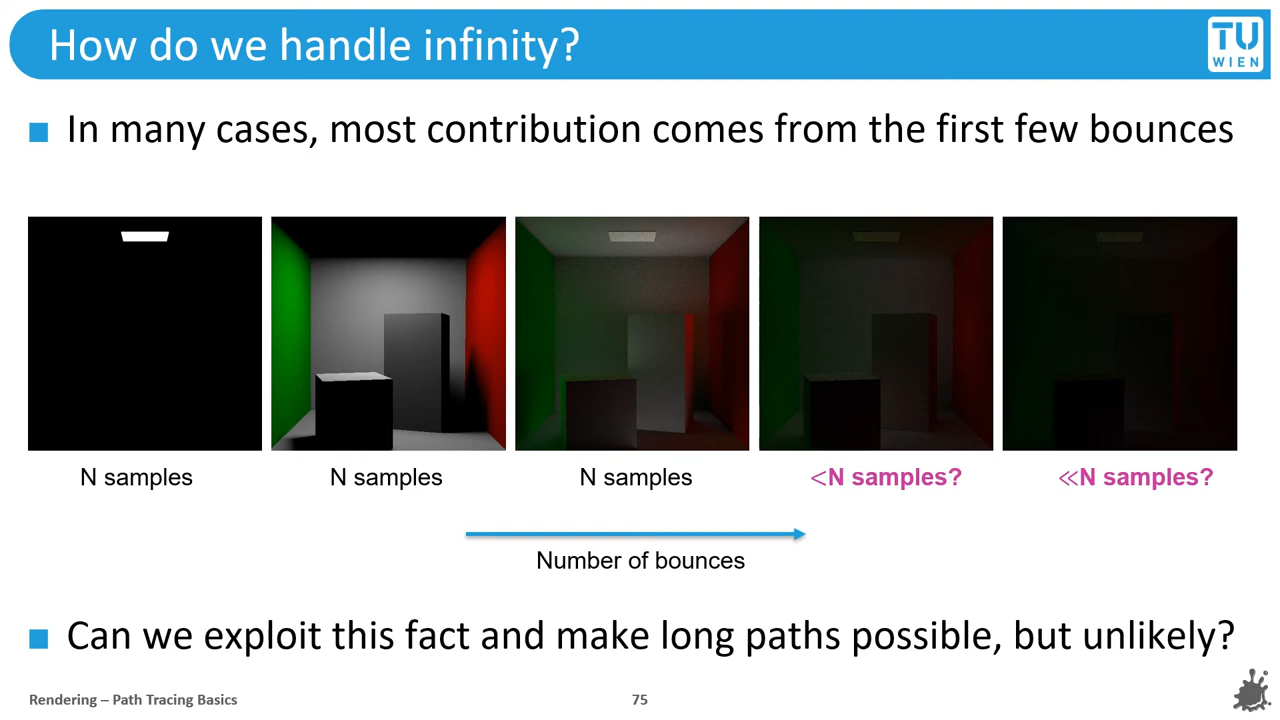 How do we handle infinity?
TU
WIEN
In many cases, most contribution comes from the first few bounces
N samples
N samples
N samples
<N samples?
≪N samples?
Number of bounces
Can we exploit this fact and make long paths possible, but unlikely?
Rendering – Path Tracing Basics
75